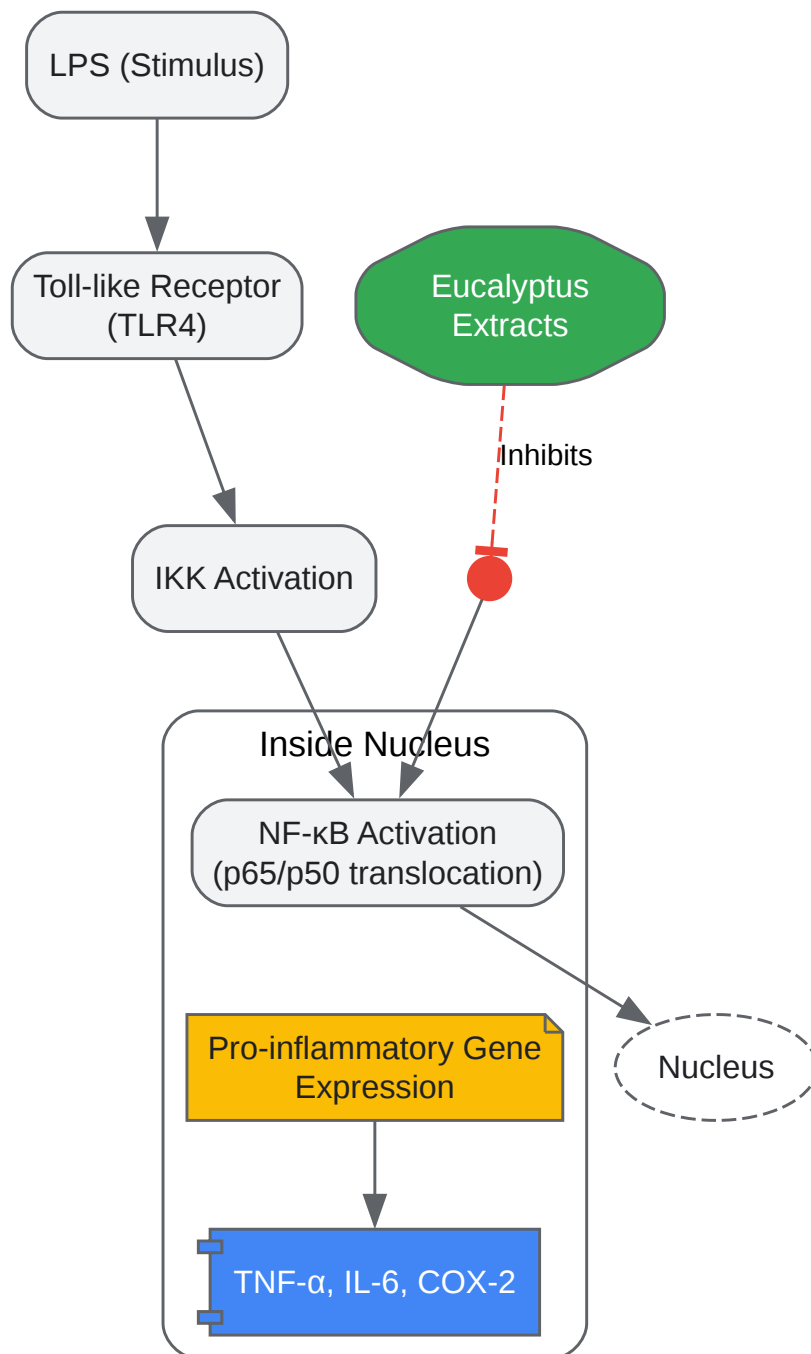 LPS (Stimulus)
Toll-like Receptor
(TLR4)
Eucalyptus
Extracts
Inhibits
IKK Activation
Inside Nucleus
NF-κB Activation
(p65/p50 translocation)
Pro-inflammatory Gene
Expression
Nucleus
TNF-α, IL-6, COX-2